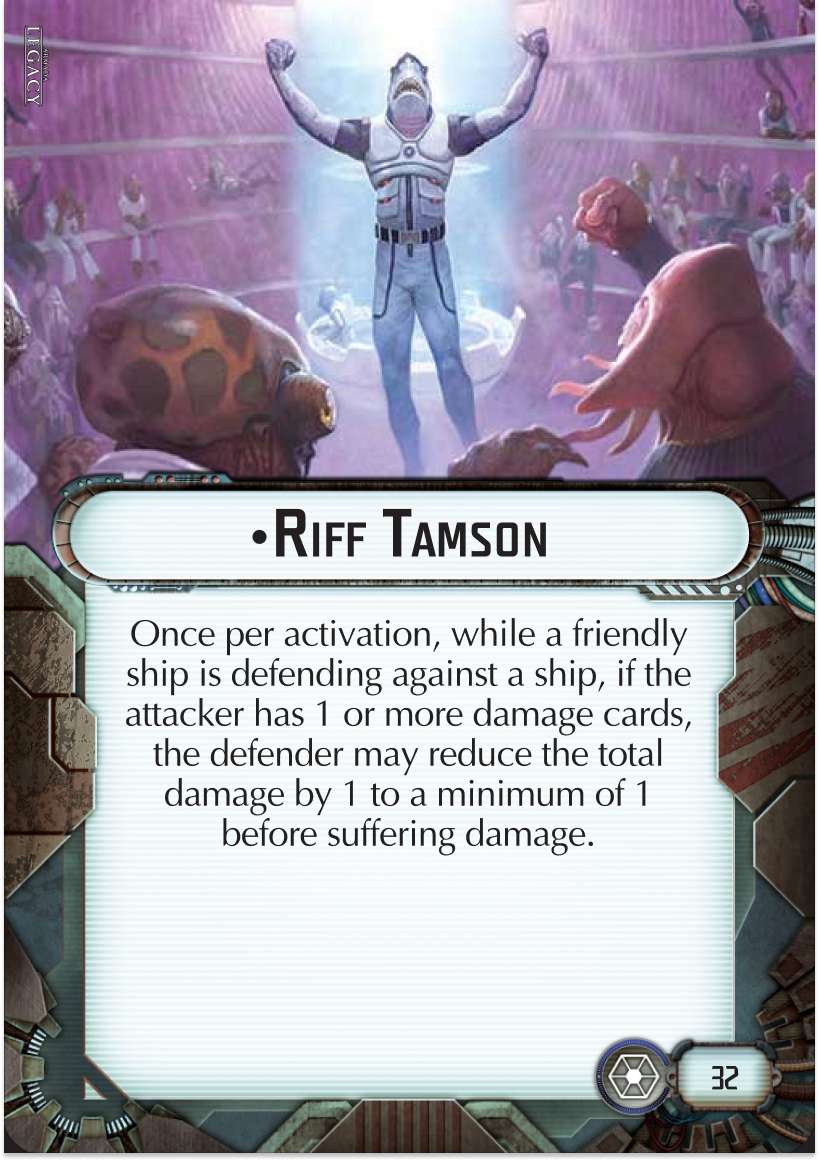 ARMADA
LEGACY
•Riff Tamson
Once per activation, while a friendly
ship is defending against a ship, if the
attacker has 1 or more damage cards,
the defender may reduce the total
damage by 1 to a minimum of 1
before suffering damage.
32